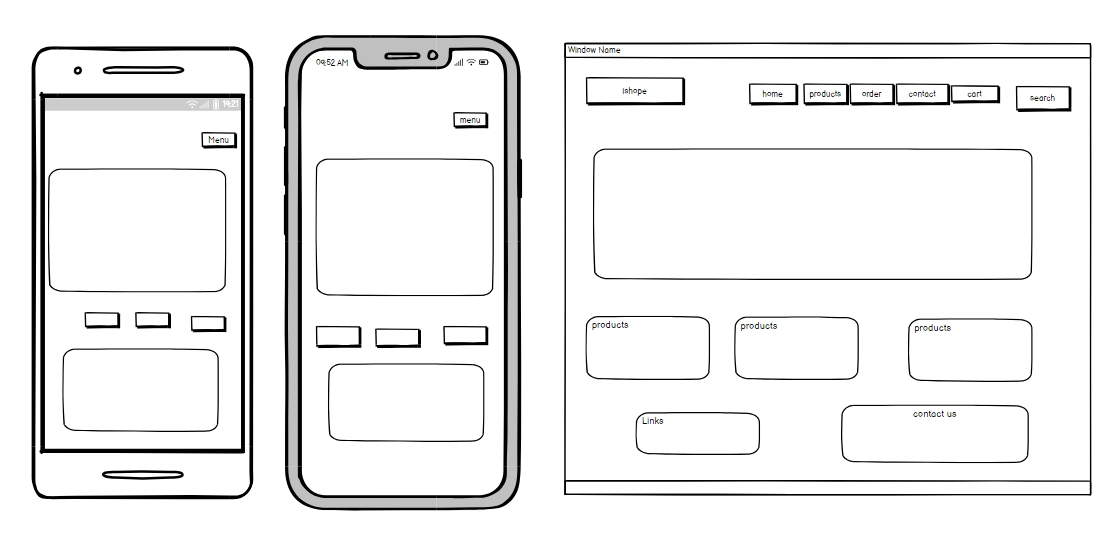 19:21
Menu
09:52 AM
menu
Window Name
ishope
home
products
order
contact
cart
search
products
products
products
Links
contact us